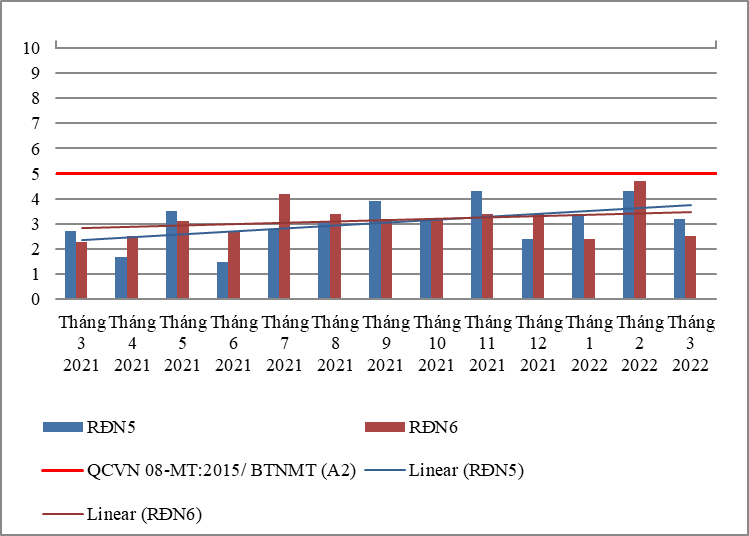 10
9
8
7
6
5
4
3
2
1
0
Tháng 3 2021
Tháng 4 2021
Tháng 5 2021
Tháng 6 2021
Tháng 7 2021
Tháng 8 2021
Tháng 9 2021
Tháng 10 2021
Tháng 11 2021
Tháng 12 2021
Tháng 1 2022
Tháng 2 2022
Tháng 3 2022
RĐN5
RĐN6
QCVN 08-MT:2015/ BTNMT (A2)
Linear (RĐN5)
Linear (RĐN6)